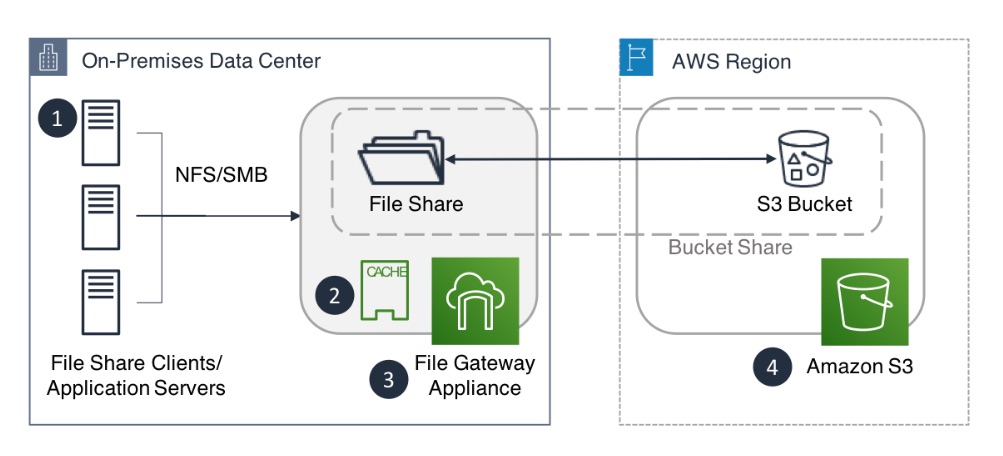 On-Premises Data Center
AWS Region
1
NFS/SMB
File Share
S3 Bucket
Bucket Share
CACHE
2
File Share Clients/
Application Servers
3
File Gateway
Appliance
4
Amazon S3